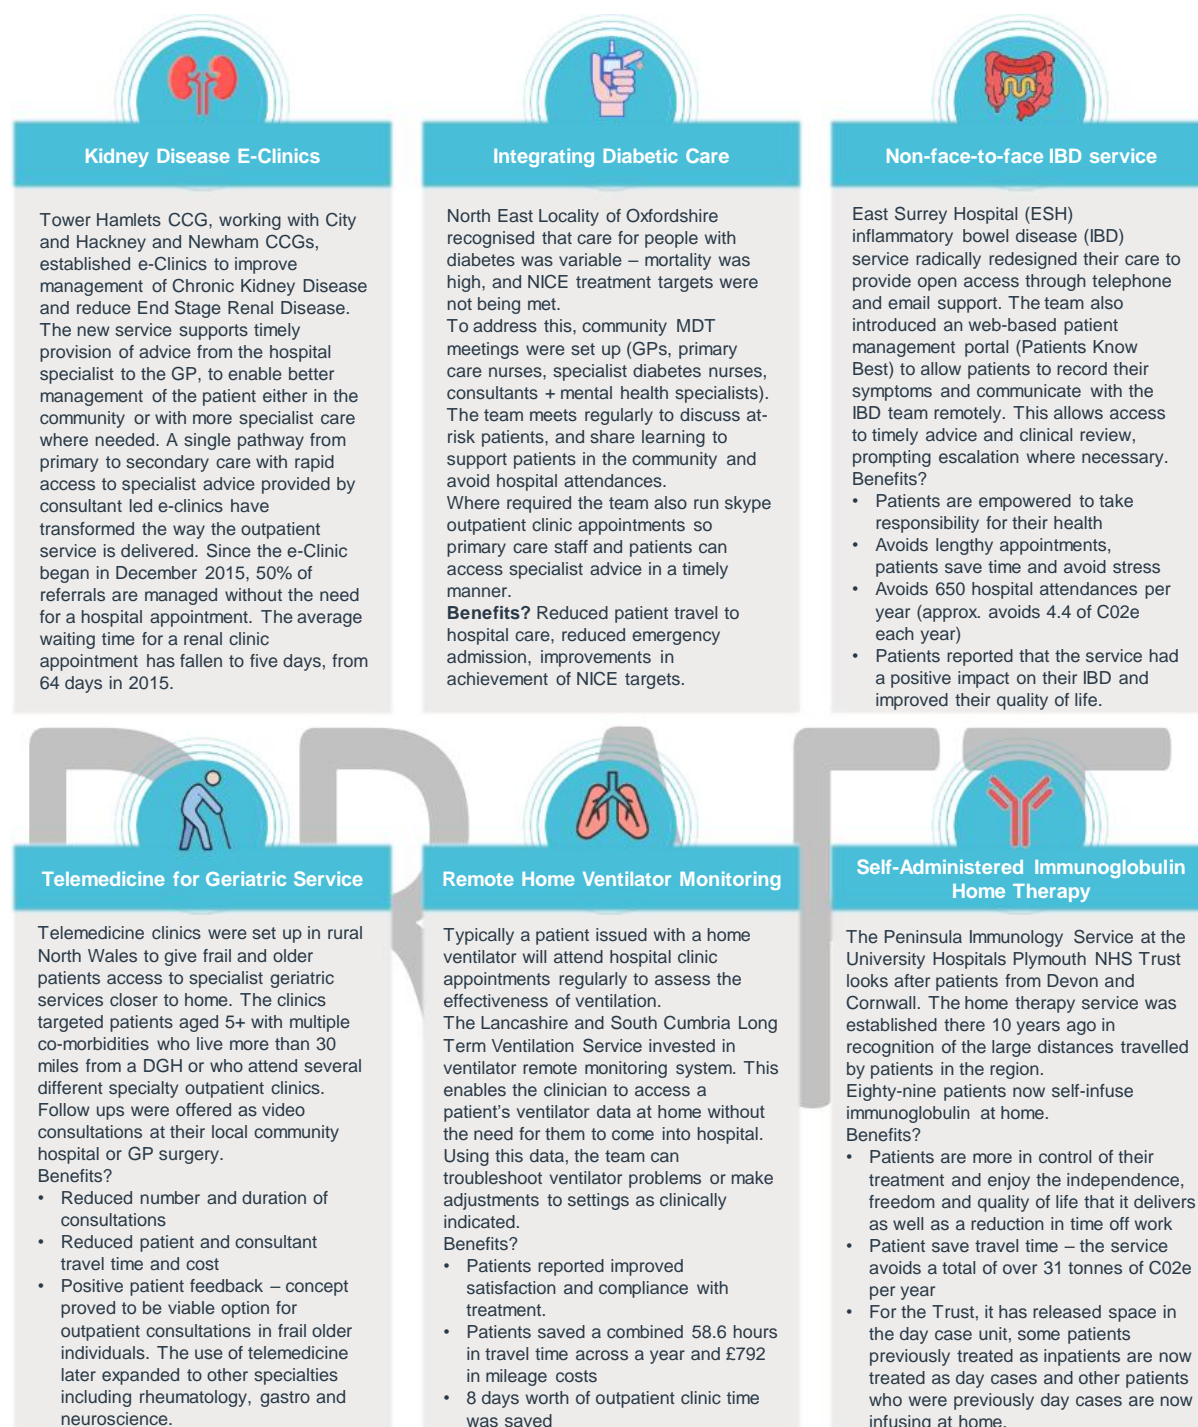 Kidney Disease E-Clinics
Tower Hamlets CCG, working with City
and Hackney and Newham CCGs,
established e-Clinics to improve
management of Chronic Kidney Disease
and reduce End Stage Renal Disease.
The new service supports timely
provision of advice from the hospital
specialist to the GP, to enable better
management of the patient either in the
community or with more specialist care
where needed. A single pathway from
primary to secondary care with rapid
access to specialist advice provided by
consultant led e-clinics have
transformed the way the outpatient
service is delivered. Since the e-Clinic
began in December 2015, 50% of
referrals are managed without the need
for a hospital appointment. The average
waiting time for a renal clinic
appointment has fallen to five days, from
64 days in 2015.
Integrating Diabetic Care
North East Locality of Oxfordshire
recognised that care for people with
diabetes was variable – mortality was
high, and NICE treatment targets were
not being met.
To address this, community MDT
meetings were set up (GPs, primary
care nurses, specialist diabetes nurses,
consultants + mental health specialists).
The team meets regularly to discuss at-
risk patients, and share learning to
support patients in the community and
avoid hospital attendances.
Where required the team also run skype
outpatient clinic appointments so
primary care staff and patients can
access specialist advice in a timely
manner.
Benefits? Reduced patient travel to
hospital care, reduced emergency
admission, improvements in
achievement of NICE targets.
Non-face-to-face IBD service
East Surrey Hospital (ESH)
inflammatory bowel disease (IBD)
service radically redesigned their care to
provide open access through telephone
and email support. The team also
introduced an web-based patient
management portal (Patients Know
Best) to allow patients to record their
symptoms and communicate with the
IBD team remotely. This allows access
to timely advice and clinical review,
prompting escalation where necessary.
Benefits?
• Patients are empowered to take
responsibility for their health
• Avoids lengthy appointments,
patients save time and avoid stress
• Avoids 650 hospital attendances per
year (approx. avoids 4.4 of C02e
each year)
• Patients reported that the service had
a positive impact on their IBD and
improved their quality of life.
DRAFT
Telemedicine for Geriatric Service
Telemedicine clinics were set up in rural
North Wales to give frail and older
patients access to specialist geriatric
services closer to home. The clinics
targeted patients aged 5+ with multiple
co-morbidities who live more than 30
miles from a DGH or who attend several
different specialty outpatient clinics.
Follow ups were offered as video
consultations at their local community
hospital or GP surgery.
Benefits?
• Reduced number and duration of
consultations
• Reduced patient and consultant
travel time and cost
• Positive patient feedback – concept
proved to be viable option for
outpatient consultations in frail older
individuals. The use of telemedicine
later expanded to other specialties
including rheumatology, gastro and
neuroscience.
Remote Home Ventilator Monitoring
Typically a patient issued with a home
ventilator will attend hospital clinic
appointments regularly to assess the
effectiveness of ventilation.
The Lancashire and South Cumbria Long
Term Ventilation Service invested in
ventilator remote monitoring system. This
enables the clinician to access a
patient's ventilator data at home without
the need for them to come into hospital.
Using this data, the team can
troubleshoot ventilator problems or make
adjustments to settings as clinically
indicated.
Benefits?
• Patients reported improved
satisfaction and compliance with
treatment.
• Patients saved a combined 58.6 hours
in travel time across a year and £792
in mileage costs
• 8 days worth of outpatient clinic time
was saved
Self-Administered Immunoglobulin
Home Therapy
The Peninsula Immunology Service at the
University Hospitals Plymouth NHS Trust
looks after patients from Devon and
Cornwall. The home therapy service was
established there 10 years ago in
recognition of the large distances travelled
by patients in the region.
Eighty-nine patients now self-infuse
immunoglobulin at home.
Benefits?
• Patients are more in control of their
treatment and enjoy the independence,
freedom and quality of life that it delivers
as well as a reduction in time off work
• Patient save travel time – the service
avoids a total of over 31 tonnes of C02e
per year
• For the Trust, it has released space in
the day case unit, some patients
previously treated as inpatients are now
treated as day cases and other patients
who were previously day cases are now
infusing at home.